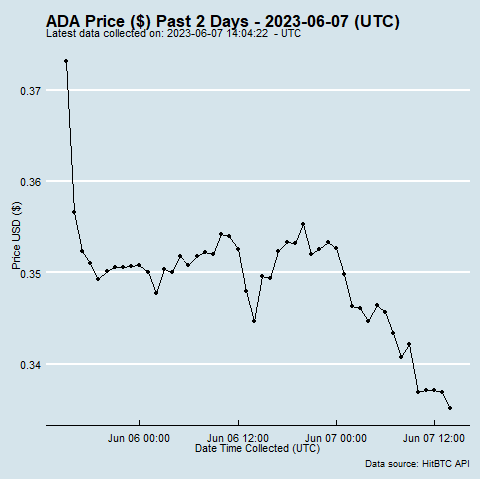 ADA Price ($) Past 2 Days - 2023-06-07 (UTC)
Latest data collected on: 2023-06-07 14:04:22 - UTC
0.37
0.36
0.35
0.34
Price USD ($)
Jun 06 00:00
Jun 06 12:00
Jun 07 00:00
Jun 07 12:00
Date Time Collected (UTC)
Data source: HitBTC API